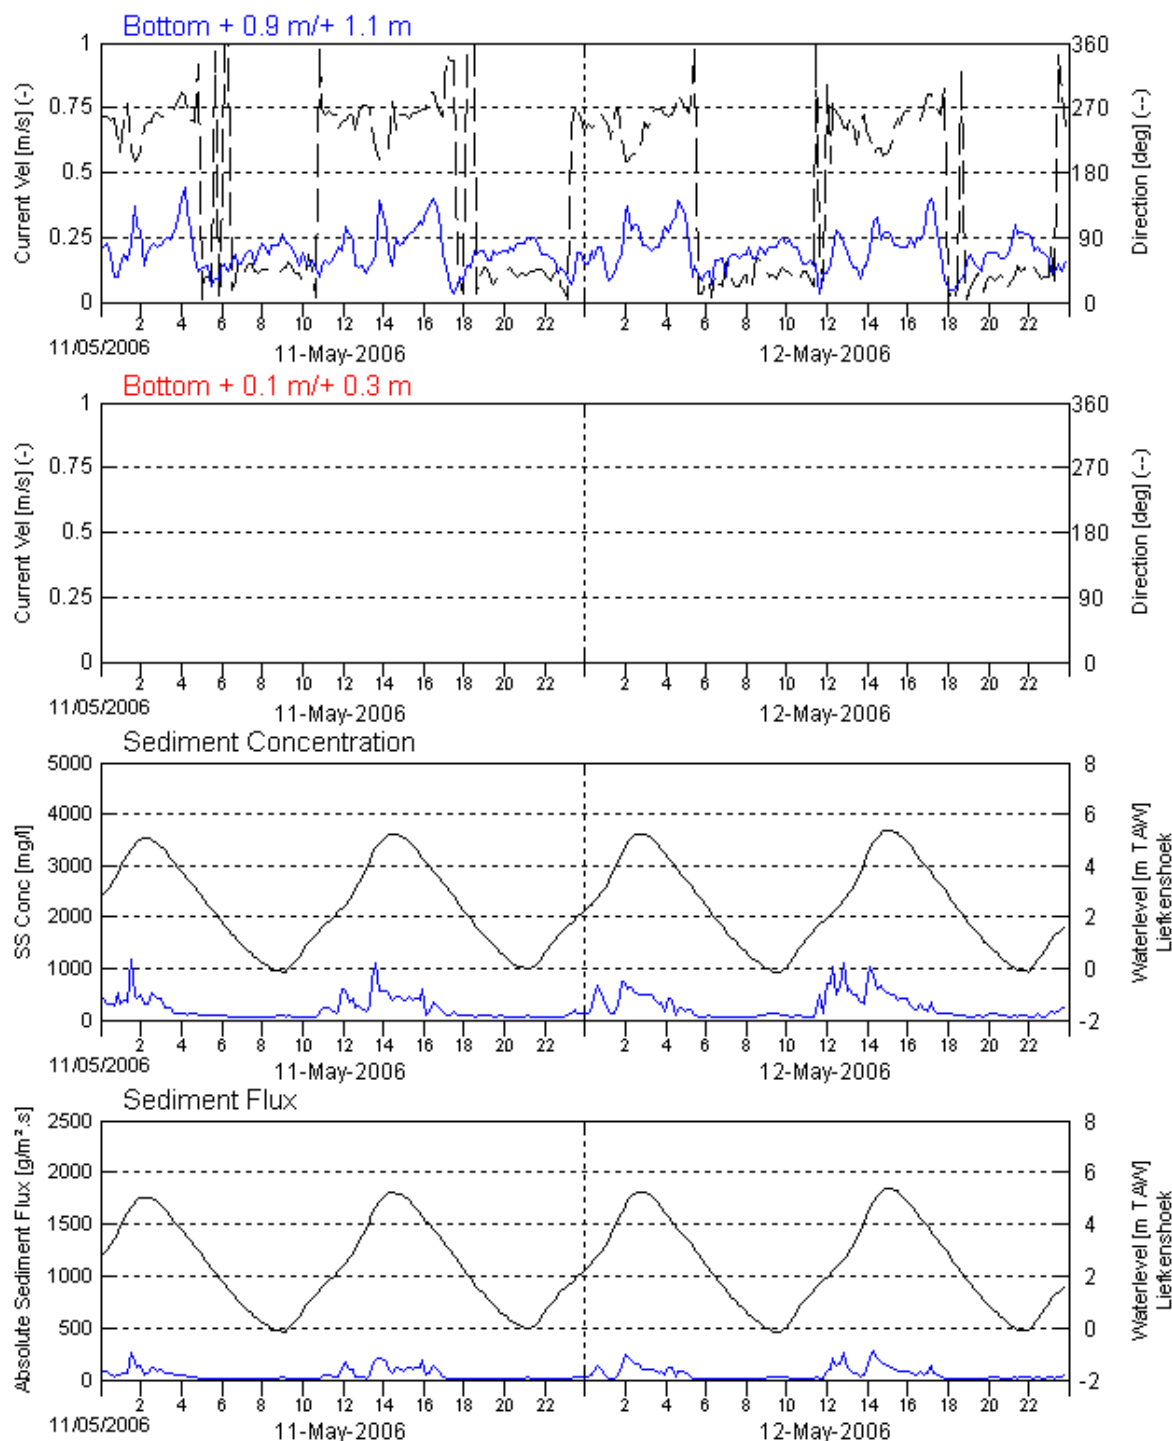 Bottom + 0.9 m/+ 1.1 m
Current Vel [m/s] (-)
1
0.75
0.5
0.25
0
360
270
180
90
0
Direction [deg] (--)
2 4 6 8 10 12 14 16 18 20 22 2 4 6 8 10 12 14 16 18 20 22
11/05/2006
11-May-2006
12-May-2006
Bottom + 0.1 m/+ 0.3 m
Current Vel [m/s] (-)
1
0.75
0.5
0.25
0
360
270
180
90
0
Direction [deg] (--)
2 4 6 8 10 12 14 16 18 20 22 2 4 6 8 10 12 14 16 18 20 22
11/05/2006
11-May-2006
12-May-2006
Sediment Concentration
SS Conc [mg/l]
5000
4000
3000
2000
1000
0
8
6
4
2
0
-2
Waterlevel [m TAW]
Liefkenshoek
2 4 6 8 10 12 14 16 18 20 22 2 4 6 8 10 12 14 16 18 20 22
11/05/2006
11-May-2006
12-May-2006
Sediment Flux
Absolute Sediment Flux [g/m².s]
2500
2000
1500
1000
500
0
8
6
4
2
0
-2
Waterlevel [m TAW]
Liefkenshoek
2 4 6 8 10 12 14 16 18 20 22 2 4 6 8 10 12 14 16 18 20 22
11/05/2006
11-May-2006
12-May-2006